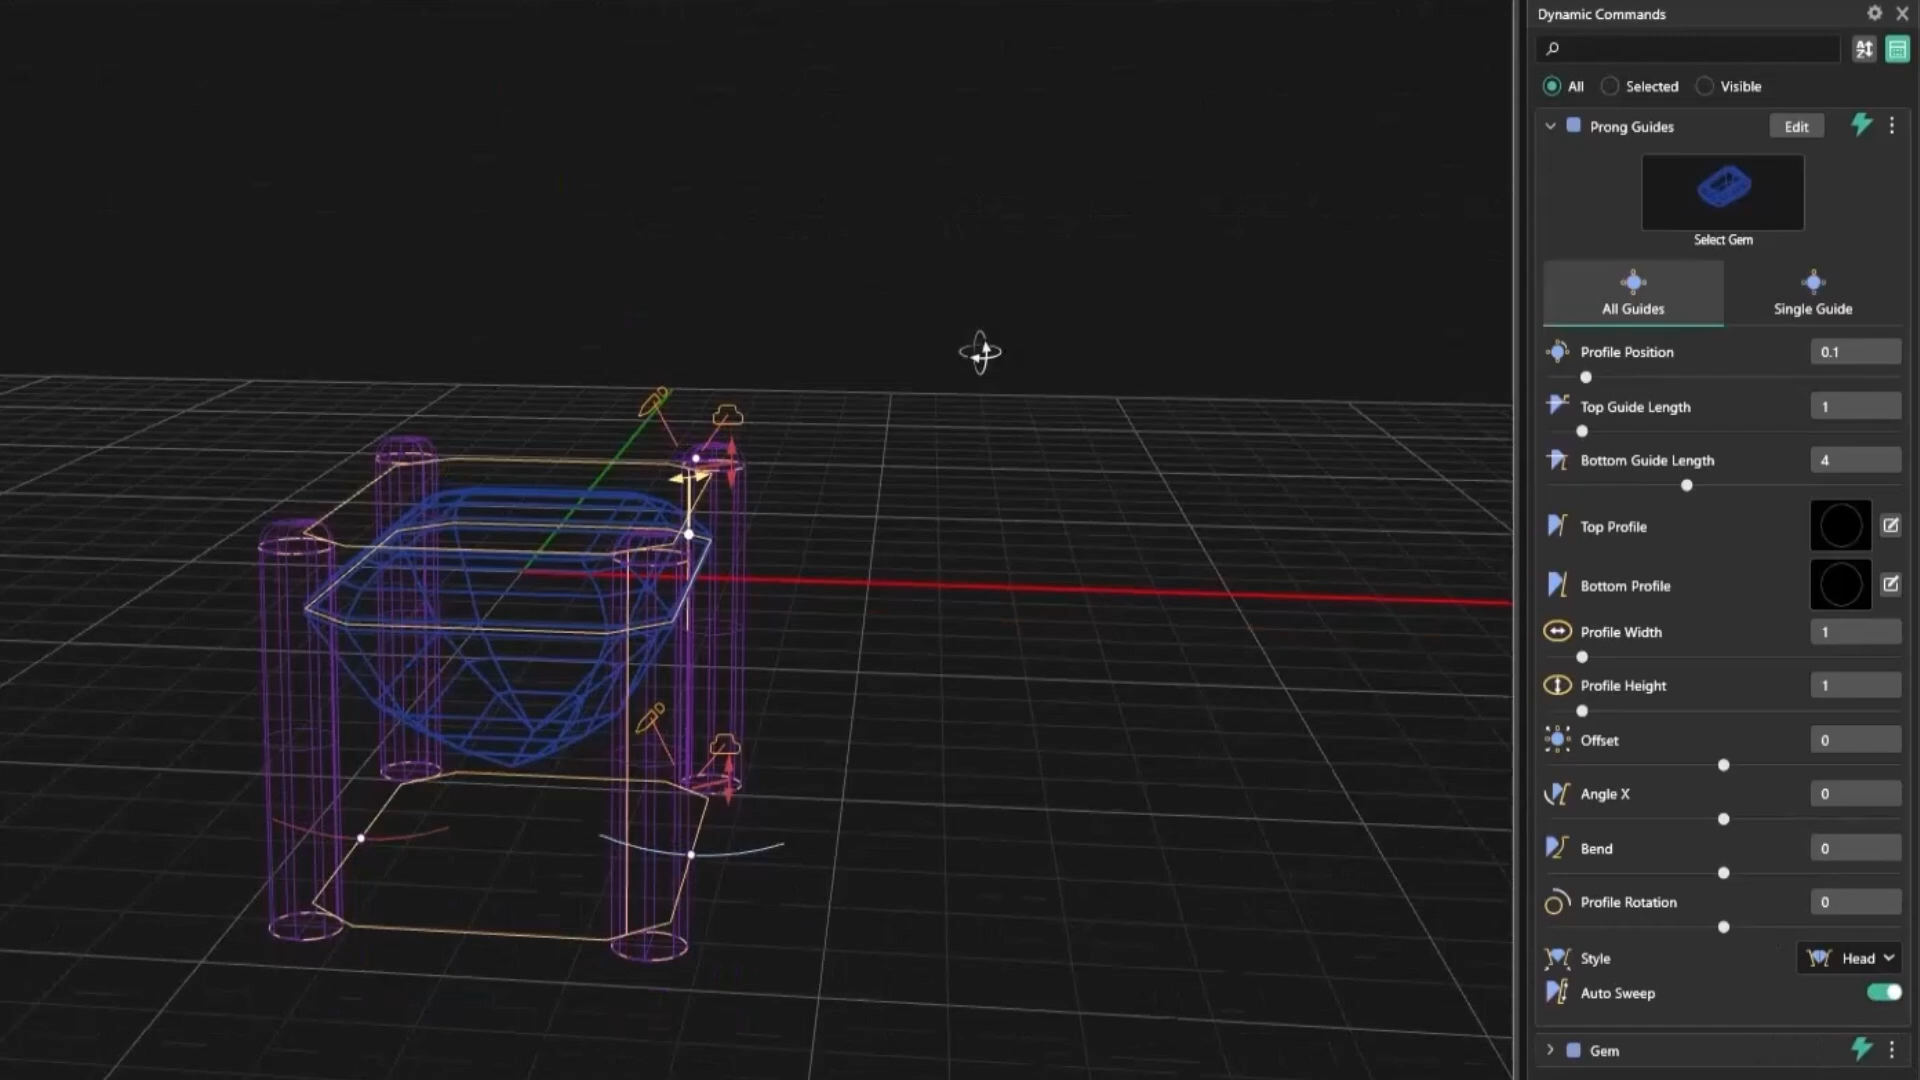 Dynamic Commands
All Selected Visible
Prong Guides Edit
Select Gem
All Guides Single Guide
Profile Position 0.1
Top Guide Length 1
Bottom Guide Length 4
Top Profile
Bottom Profile
Profile Width 1
Profile Height 1
Offset 0
Angle X 0
Bend 0
Profile Rotation 0
Style Head
Auto Sweep
Gem